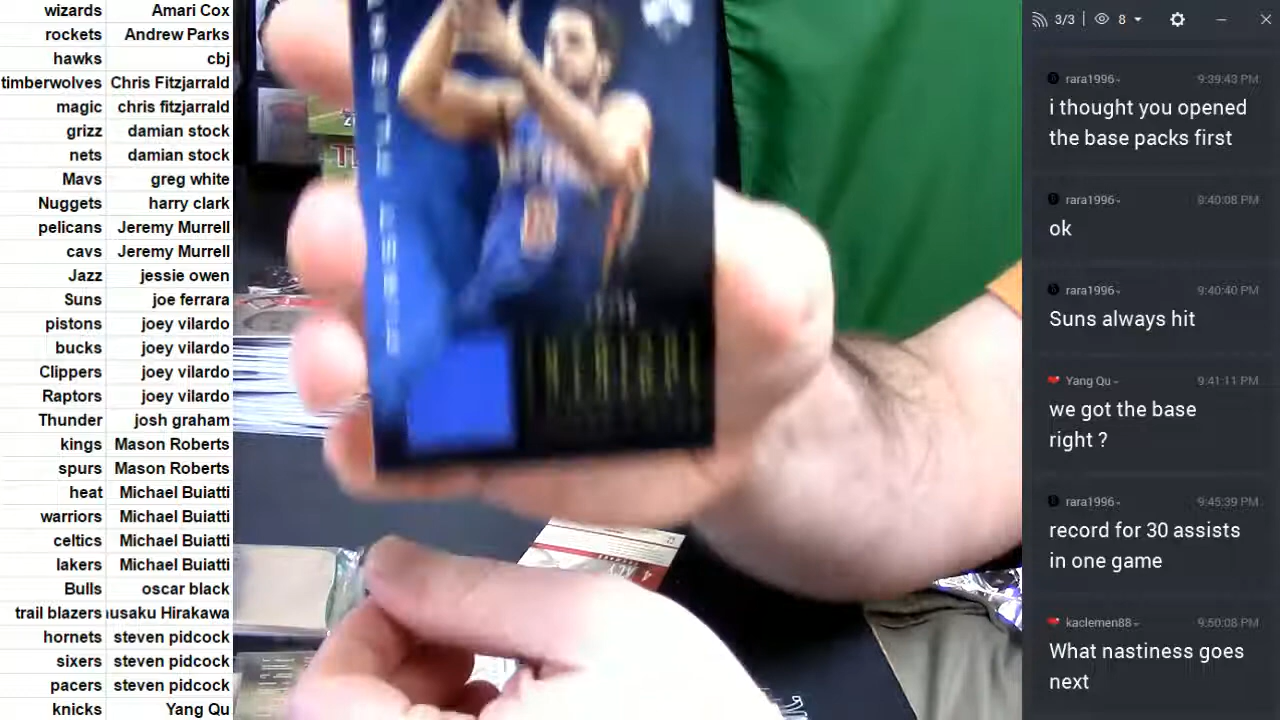 wizards Amari Cox
rockets Andrew Parks
hawks cbj
timberwolves Chris Fitzjarrald
magic chris fitzjarrald
grizz damian stock
nets damian stock
Mavs greg white
Nuggets harry clark
pelicans Jeremy Murrell
cavs Jeremy Murrell
Jazz jessie owen
Suns joe ferrara
pistons joey vilardo
bucks joey vilardo
Clippers joey vilardo
Raptors joey vilardo
Thunder josh graham
kings Mason Roberts
spurs Mason Roberts
heat Michael Buiatti
warriors Michael Buiatti
celtics Michael Buiatti
lakers Michael Buiatti
Bulls oscar black
trail blazers usaku Hirakawa
hornets steven pidcock
sixers steven pidcock
pacers steven pidcock
knicks Yang Qu
3/3 8
rara1996 9:39:43 PM
i thought you opened
the base packs first
rara1996 9:40:08 PM
ok
rara1996 9:40:40 PM
Suns always hit
Yang Qu 9:41:11 PM
we got the base
right ?
rara1996 9:45:39 PM
record for 30 assists
in one game
kaclemen88 9:50:08 PM
What nastiness goes
next